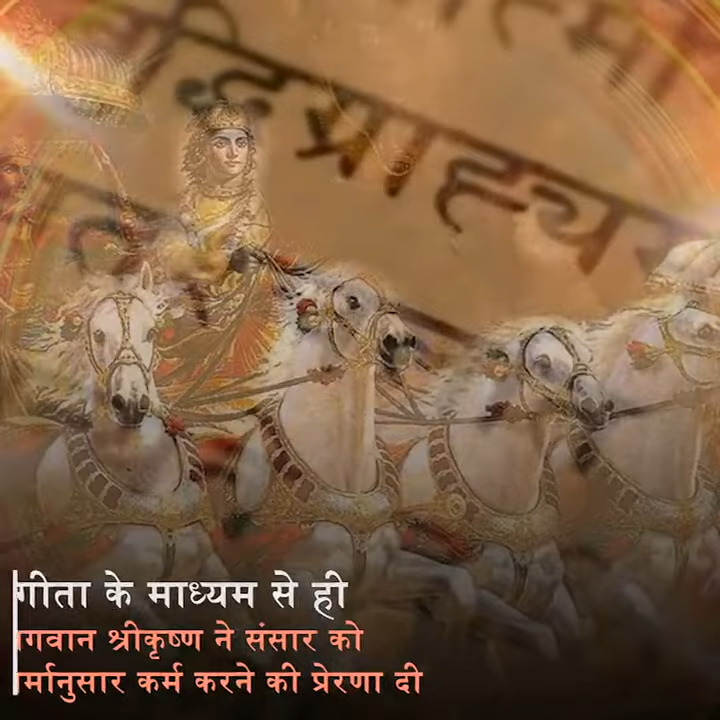 ग्राह्य
गीता के माध्यम से ही
गवान श्रीकृष्ण ने संसार को
र्मानुसार कर्म करने की प्रेरणा दी